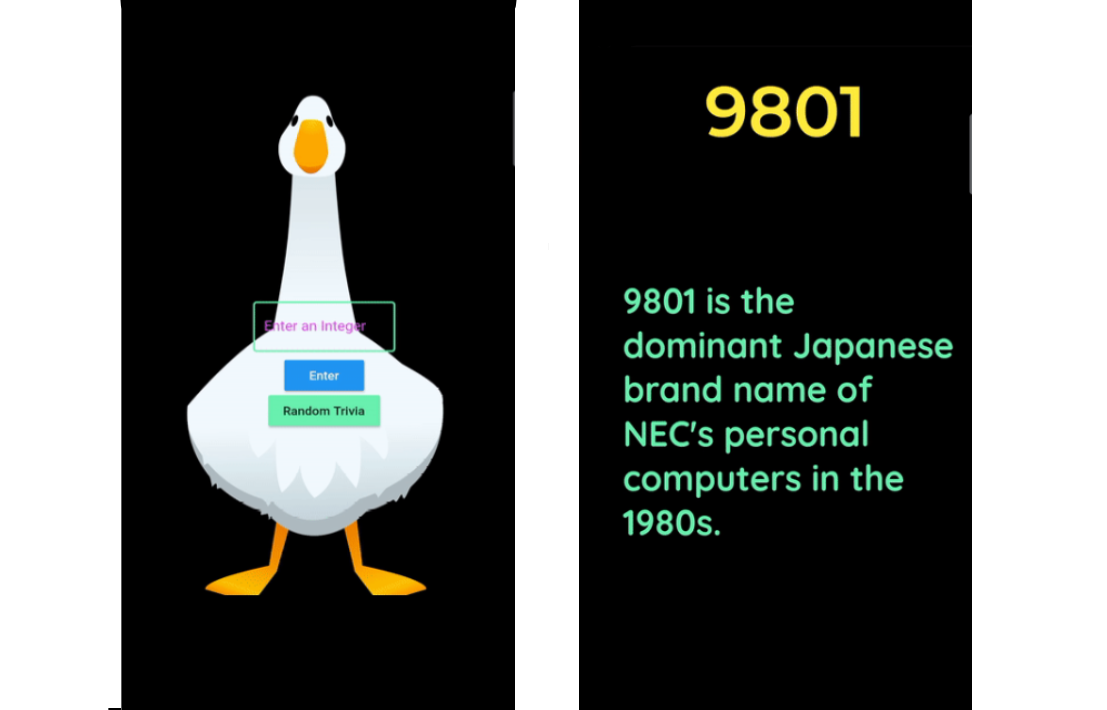 Enter an Integer
Enter
Random Trivia
9801
9801 is the
dominant Japanese
brand name of
NEC's personal
computers in the
1980s.